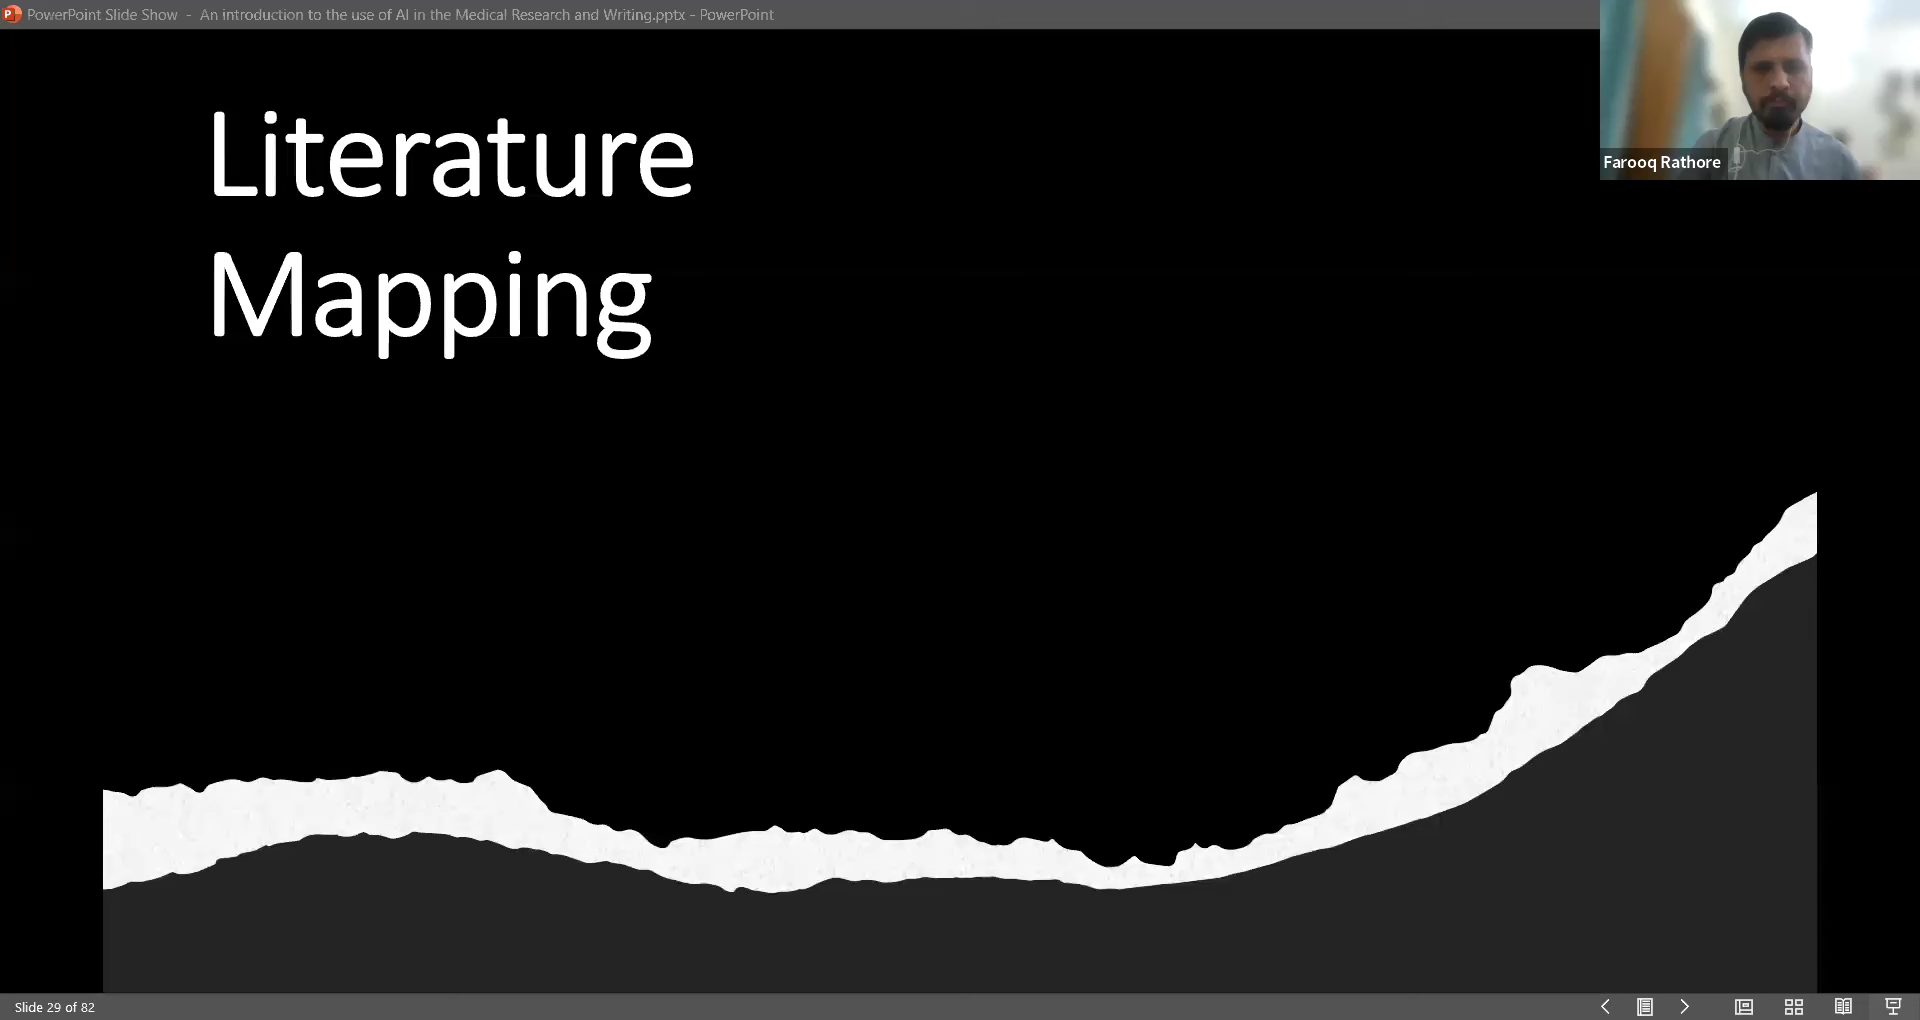 PowerPoint Slide Show - An introduction to the use of AI in the Medical Research and Writing.pptx - PowerPoint
Farooq Rathore
Literature
Mapping
Slide 29 of 82